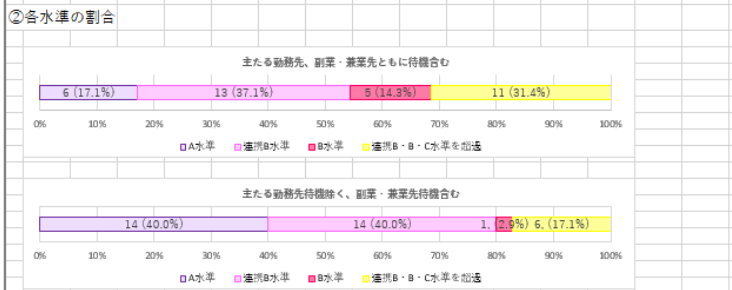 ②各水準の割合
主たる勤務先、副業・兼業先ともに待機含む
6 (17.1%) 13 (37.1%) 5 (14.3%) 11 (31.4%)
0% 10% 20% 30% 40% 50% 60% 70% 80% 90% 100%
A水準 連携B水準 B水準 連携B・B・C水準を超過
主たる勤務先待機除く、副業・兼業先待機含む
14 (40.0%) 14 (40.0%) 1, (2.9%) 6, (17.1%)
0% 10% 20% 30% 40% 50% 60% 70% 80% 90% 100%
A水準 連携B水準 B水準 連携B・B・C水準を超過